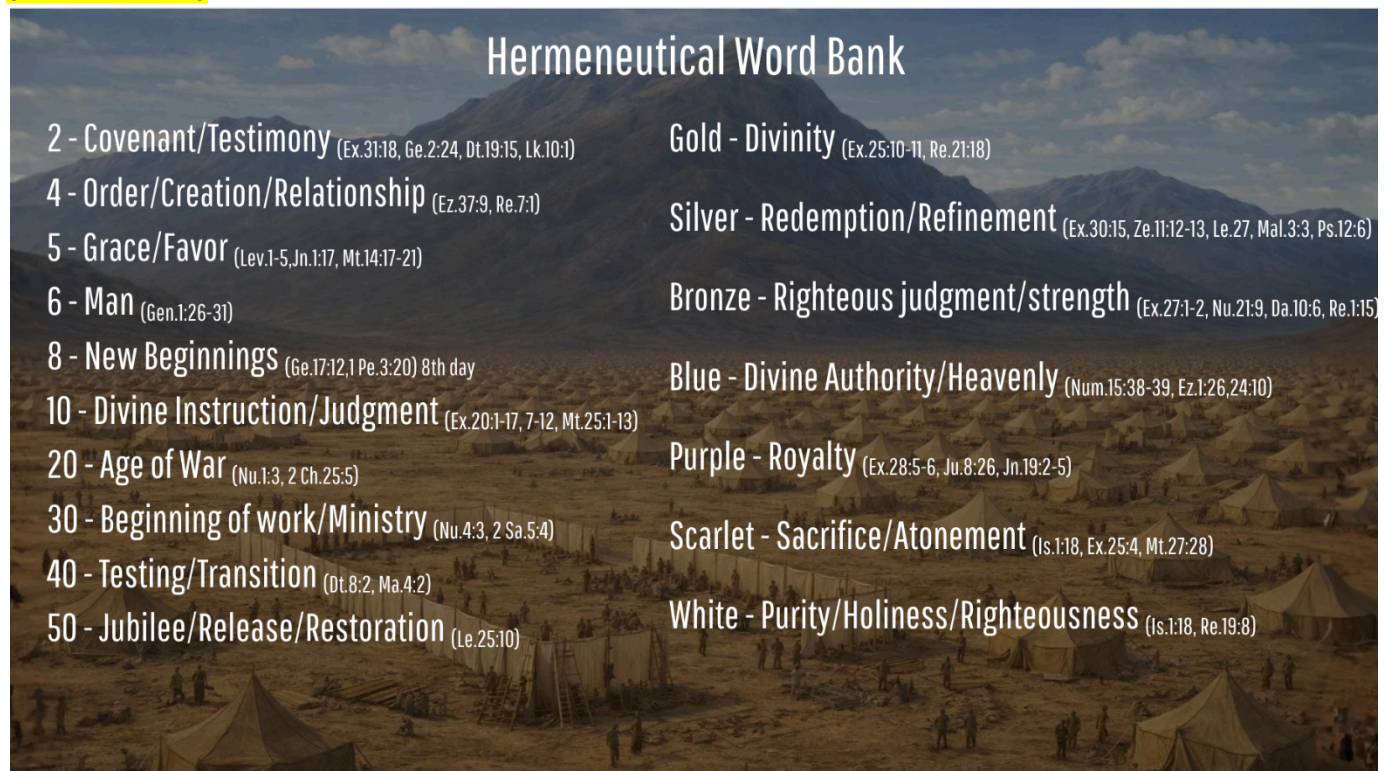 Hermeneutical Word Bank
2 - Covenant/Testimony (Ex.31:18, Ge.2:24, Dt.19:15, Lk.10:1)
4 - Order/Creation/Relationship (Ez.37:9, Re.7:1)
5 - Grace/Favor (Lev.1-5,Jn.1:17, Mt.14:17-21)
6 - Man (Gen.1:26-31)
8 - New Beginnings (Ge.17:12,1 Pe.3:20) 8th day
10 - Divine Instruction/Judgment (Ex.20:1-17, 7-12, Mt.25:1-13)
20 - Age of War (Nu.1:3, 2 Ch.25:5)
30 - Beginning of work/Ministry (Nu.4:3, 2 Sa.5:4)
40 - Testing/Transition (Dt.8:2, Ma.4:2)
50 - Jubilee/Release/Restoration (Le.25:10)
Gold - Divinity (Ex.25:10-11, Re.21:18)
Silver - Redemption/Refinement (Ex.30:15, Ze.11:12-13, Le.27, Mal.3:3, Ps.12:6)
Bronze - Righteous judgment/strength (Ex.27:1-2, Nu.21:9, Da.10:6, Re.1:15)
Blue - Divine Authority/Heavenly (Num.15:38-39, Ez.1:26,24:10)
Purple - Royalty (Ex.28:5-6, Ju.8:26, Jn.19:2-5)
Scarlet - Sacrifice/Atonement (Is.1:18, Ex.25:4, Mt.27:28)
White - Purity/Holiness/Righteousness (Is.1:18, Re.19:8)